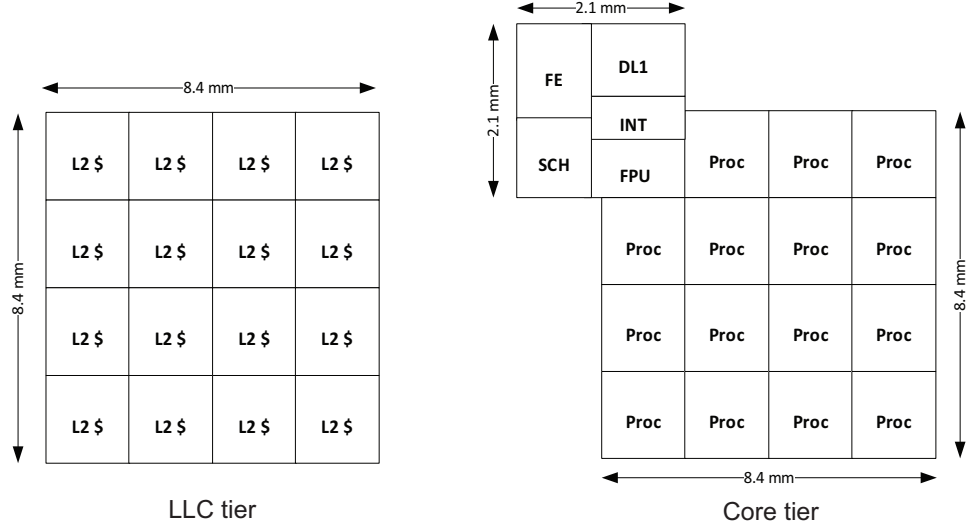 2.1 mm
8.4 mm
FE
DL1
2.1 mm
INT
L2 $ L2 $ L2 $ L2 $
SCH
FPU
Proc Proc Proc
L2 $ L2 $ L2 $ L2 $
Proc Proc Proc Proc
8.4 mm
8.4 mm
L2 $ L2 $ L2 $ L2 $
Proc Proc Proc Proc
L2 $ L2 $ L2 $ L2 $
Proc Proc Proc Proc
8.4 mm
LLC tier
Core tier